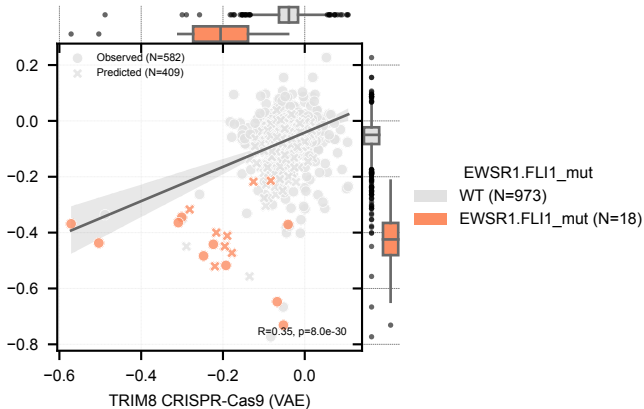 Observed (N=582)
Predicted (N=409)
0.2
0.0
−0.2
−0.4
−0.6
−0.8
R=0.35, p=8.0e-30
−0.6
−0.4
−0.2
0.0
TRIM8 CRISPR-Cas9 (VAE)
EWSR1.FLI1_mut
WT (N=973)
EWSR1.FLI1_mut (N=18)